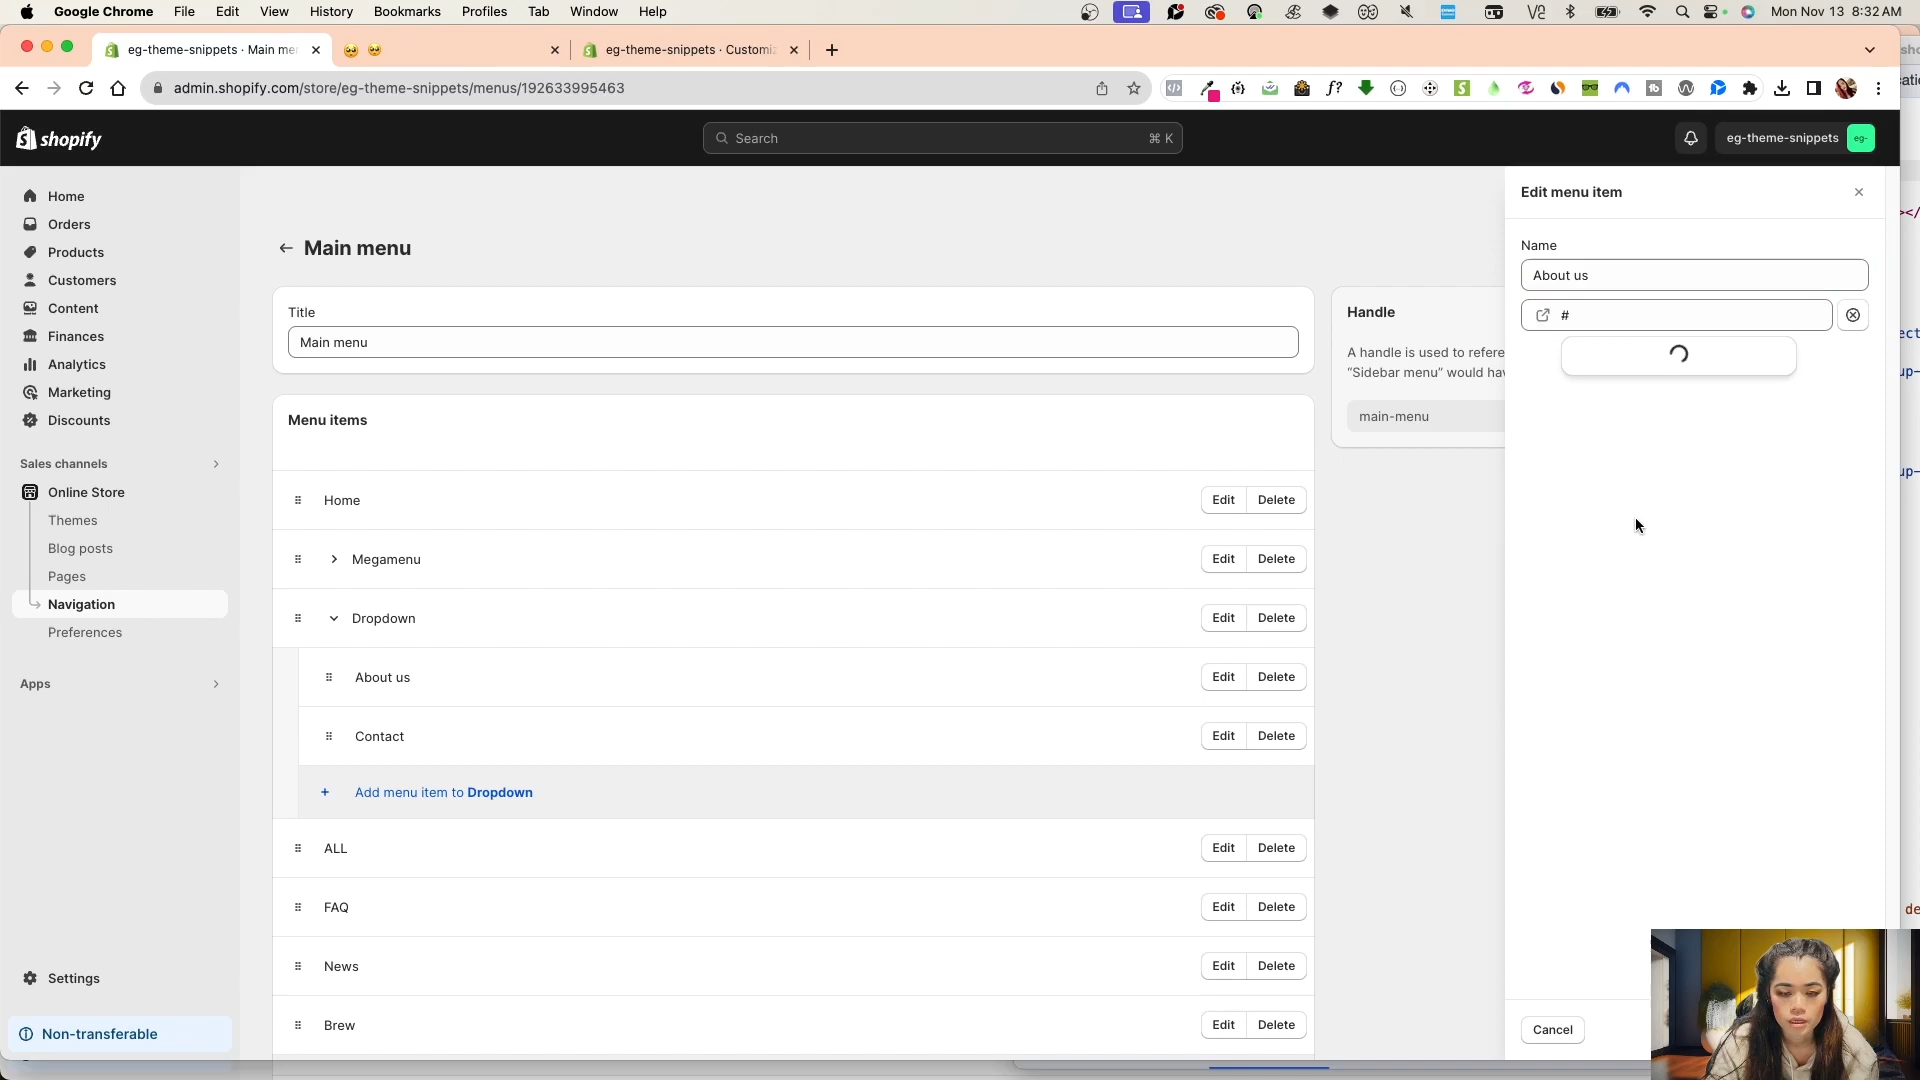 Google Chrome File Edit View History Bookmarks Profiles Tab Window Help Mon Nov 13 8:32 AM
eg-theme-snippets · Main me
eg-theme-snippets · Customiz
admin.shopify.com/store/eg-theme-snippets/menus/192633995463
shopify
Search
⌘ K
eg-theme-snippets
eg-
Home
Orders
Products
Customers
Content
Finances
Analytics
Marketing
Discounts
Sales channels
Online Store
Themes
Blog posts
Pages
Navigation
Preferences
Apps
Settings
Non-transferable
Main menu
Title
Main menu
Menu items
Home Edit Delete
Megamenu Edit Delete
Dropdown Edit Delete
About us Edit Delete
Contact Edit Delete
+ Add menu item to Dropdown
ALL Edit Delete
FAQ Edit Delete
News Edit Delete
Brew Edit Delete
Handle
A handle is used to refere
“Sidebar menu” would hav
main-menu
Edit menu item
Name
About us
#
Cancel
</
ect
up-
up-
de